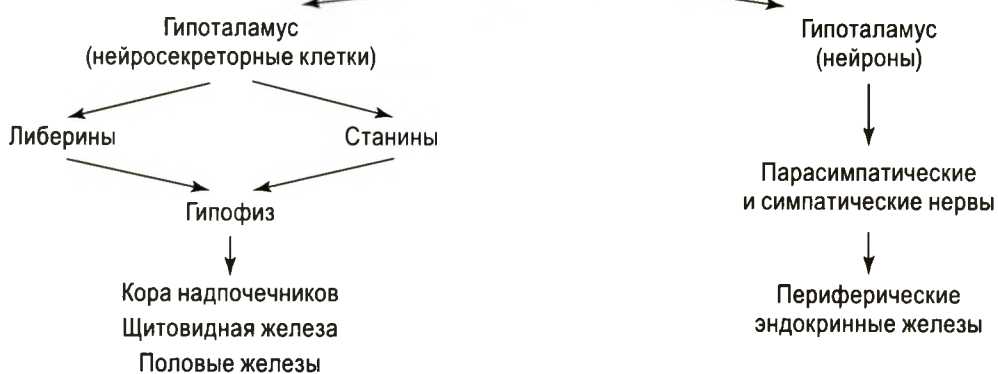 Гипоталамус
(нейросекреторные клетки)
Либерины
Станины
Гипофиз
Кора надпочечников
Щитовидная железа
Половые железы
Гипоталамус
(нейроны)
Парасимпатические
и симпатические нервы
Периферические
эндокринные железы